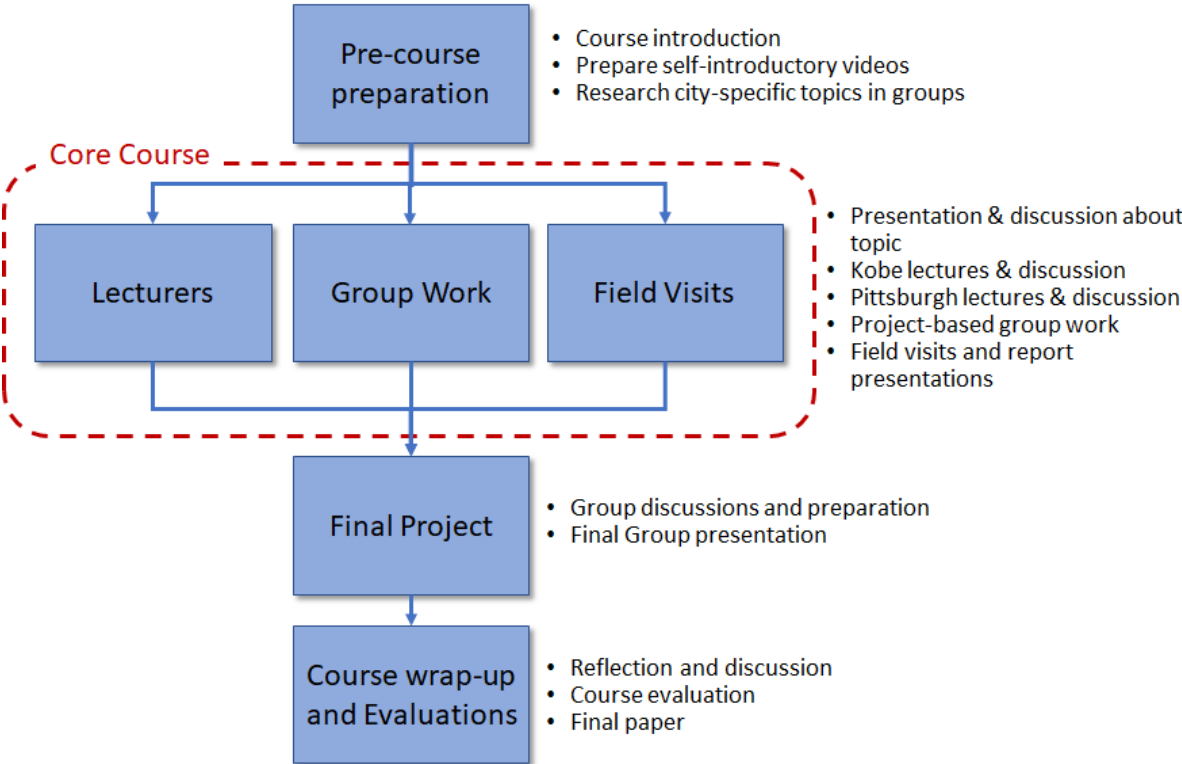 Pre-course
preparation
• Course introduction
• Prepare self-introductory videos
• Research city-specific topics in groups
Core Course
Lecturers
Group Work
Field Visits
• Presentation & discussion about
topic
• Kobe lectures & discussion
• Pittsburgh lectures & discussion
• Project-based group work
• Field visits and report
presentations
Final Project
• Group discussions and preparation
• Final Group presentation
Course wrap-up
and Evaluations
• Reflection and discussion
• Course evaluation
• Final paper